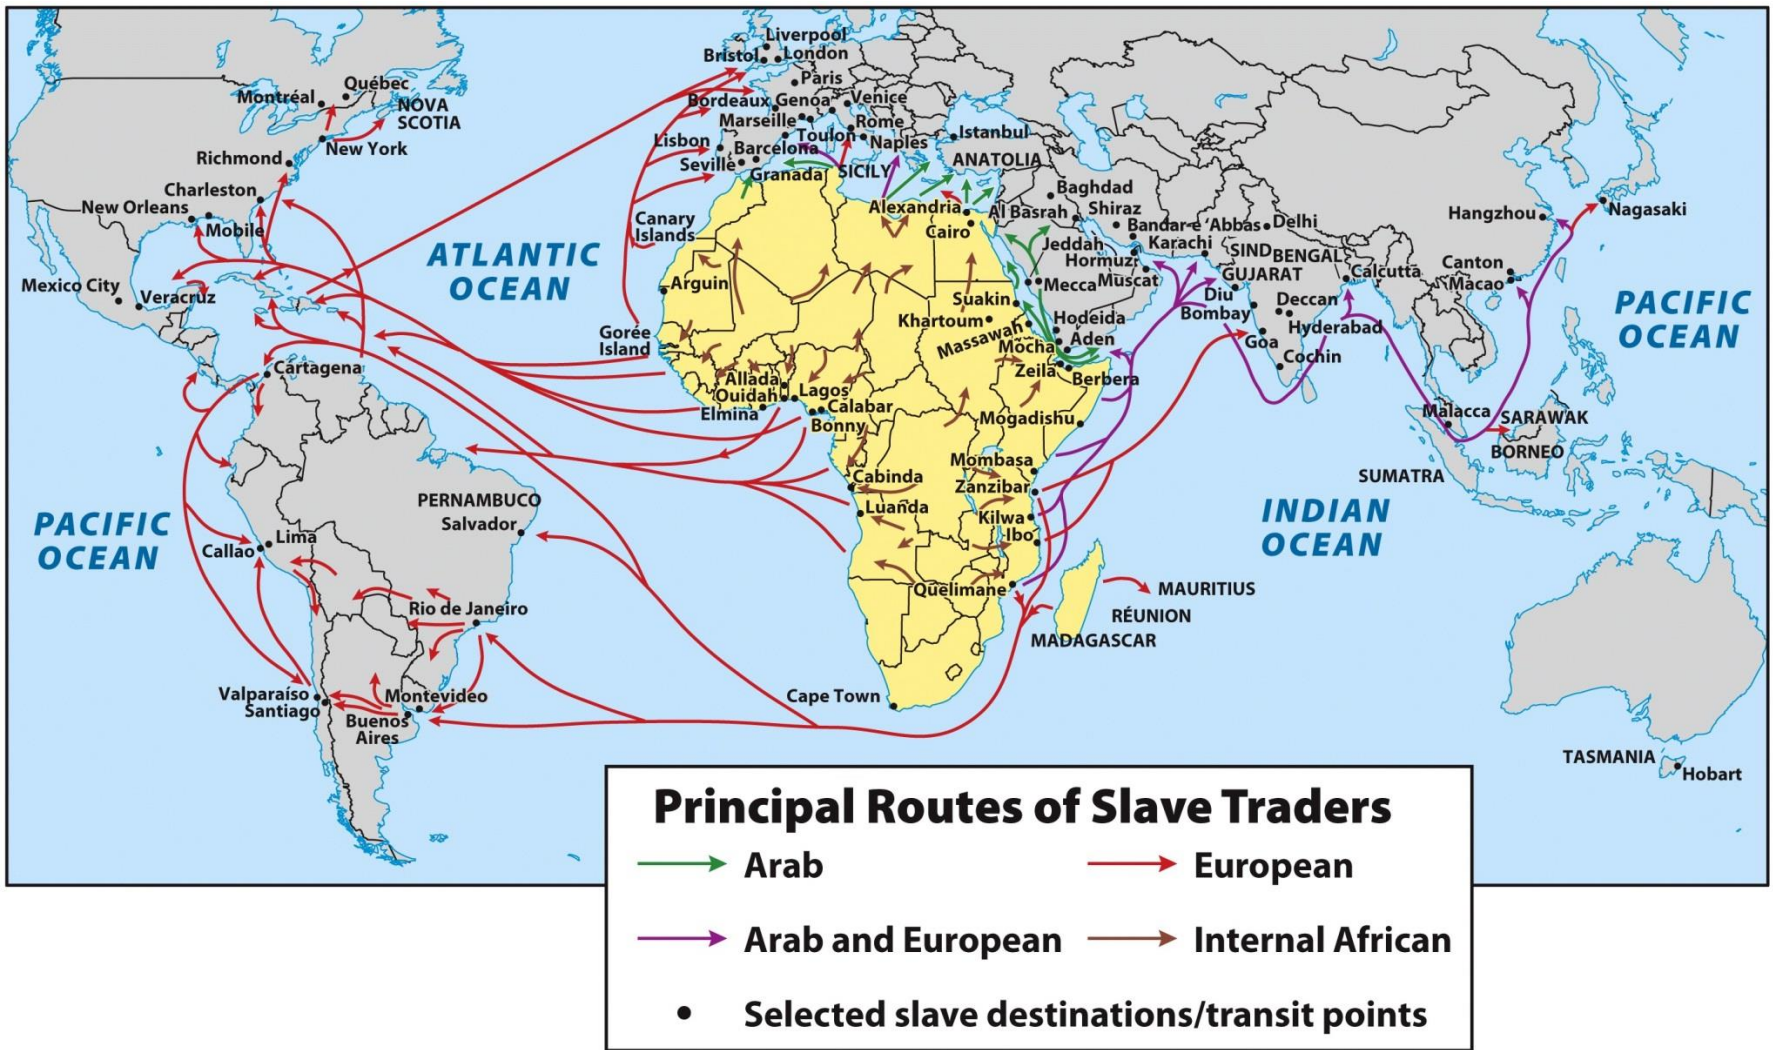 Liverpool
Bristol
London
Paris
Québec
Montréal
NOVA
SCOTIA
New York
Bordeaux
Genoa
Venice
Marseille
Rome
Toulon
Naples
Istanbul
Lisbon
Barcelona
Seville
Granada
SICILY
ANATOLIA
Richmond
Charleston
New Orleans
Mobile
Baghdad
Al Basrah
Shiraz
Bandar-e ‘Abbas
Delhi
Hangzhou
Nagasaki
Alexandria
Cairo
Canary
Islands
ATLANTIC
OCEAN
Jeddah
Hormuz
Karachi
SIND
BENGAL
GUJARAT
Muscat
Mecca
Calcutta
Canton
Macao
Mexico City
Veracruz
Arguin
Suakin
Khartoum
Massawah
Hodeida
Aden
Mocha
Diu
Bombay
Deccan
Hyderabad
Goa
Cochin
PACIFIC
OCEAN
Gorée
Island
Zeila
Berbera
Cartagena
Allada
Ouidah
Lagos
Elmina
Calabar
Bonny
Mogadishu
Malacca
SARAWAK
BORNEO
SUMATRA
Mombasa
Zanzibar
Cabinda
Luanda
Kilwa
Ibo
PERNAMBUCO
Salvador
PACIFIC
OCEAN
INDIAN
OCEAN
Lima
Callao
Quelimane
MAURITIUS
RÉUNION
MADAGASCAR
Rio de Janeiro
Valparaíso
Santiago
Montevideo
Buenos
Aires
Cape Town
TASMANIA
Hobart
Principal Routes of Slave Traders
Arab
European
Arab and European
Internal African
Selected slave destinations/transit points